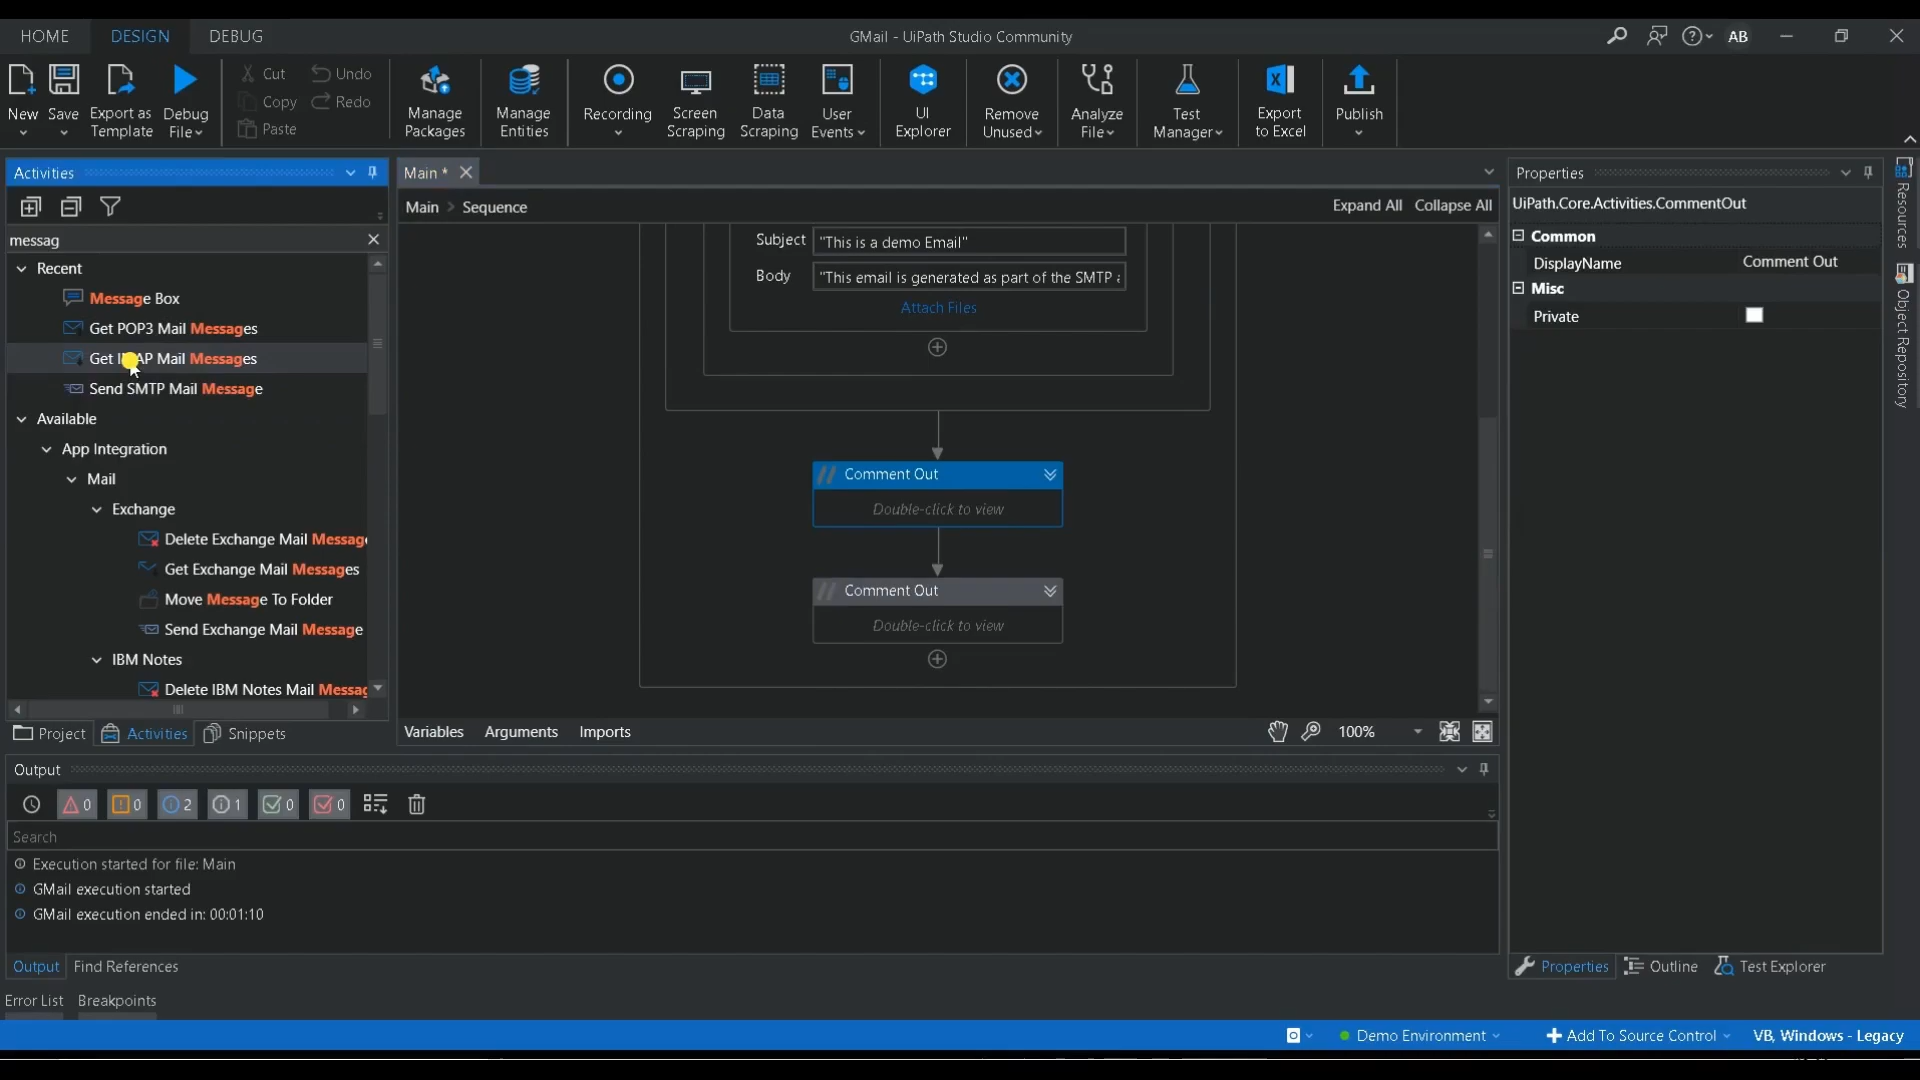 HOME DESIGN DEBUG
GMail - UiPath Studio Community
AB
New
Save
Export as Template
Debug File
Cut
Copy
Paste
Undo
Redo
Manage Packages
Manage Entities
Recording
Screen Scraping
Data Scraping
User Events
UI Explorer
Remove Unused
Analyze File
Test Manager
Export to Excel
Publish
Activities
messag
Recent
Message Box
Get POP3 Mail Messages
Get IMAP Mail Messages
Send SMTP Mail Message
Available
App Integration
Mail
Exchange
Delete Exchange Mail Message
Get Exchange Mail Messages
Move Message To Folder
Send Exchange Mail Message
IBM Notes
Delete IBM Notes Mail Messag
Project Activities Snippets
Main *
Main > Sequence
Expand All Collapse All
Subject "This is a demo Email"
Body "This email is generated as part of the SMTP a
Attach Files
// Comment Out
Double-click to view
// Comment Out
Double-click to view
Variables Arguments Imports
100%
Properties
UiPath.Core.Activities.CommentOut
Common
DisplayName Comment Out
Misc
Private
Resources
Object Repository
Output
0 0 2 1 0 0
Search
Execution started for file: Main
GMail execution started
GMail execution ended in: 00:01:10
Output Find References
Properties Outline Test Explorer
Error List Breakpoints
Demo Environment
Add To Source Control
VB, Windows - Legacy